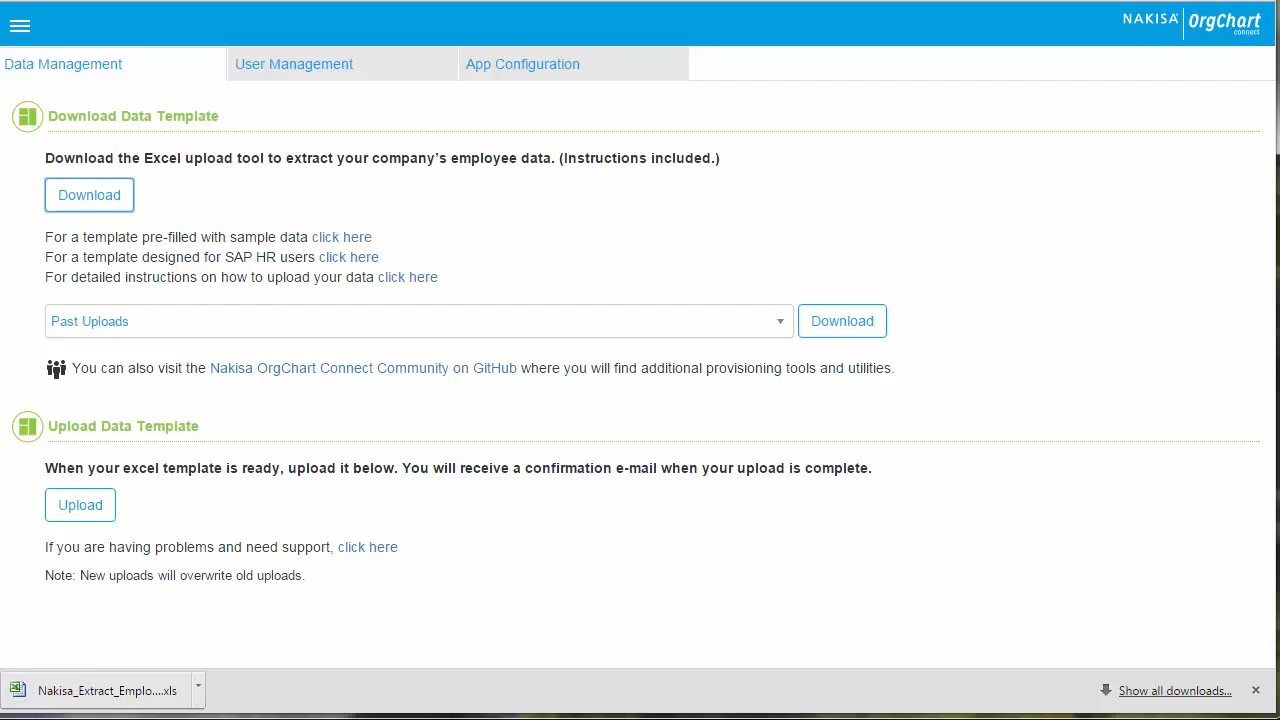 NAKISA OrgChart connect
Data Management
User Management
App Configuration
Download Data Template
Download the Excel upload tool to extract your company's employee data. (Instructions included.)
Download
For a template pre-filled with sample data click here
For a template designed for SAP HR users click here
For detailed instructions on how to upload your data click here
Past Uploads
Download
You can also visit the Nakisa OrgChart Connect Community on GitHub where you will find additional provisioning tools and utilities.
Upload Data Template
When your excel template is ready, upload it below. You will receive a confirmation e-mail when your upload is complete.
Upload
If you are having problems and need support, click here
Note: New uploads will overwrite old uploads.
Nakisa_Extract_Emplo....xls
Show all downloads...